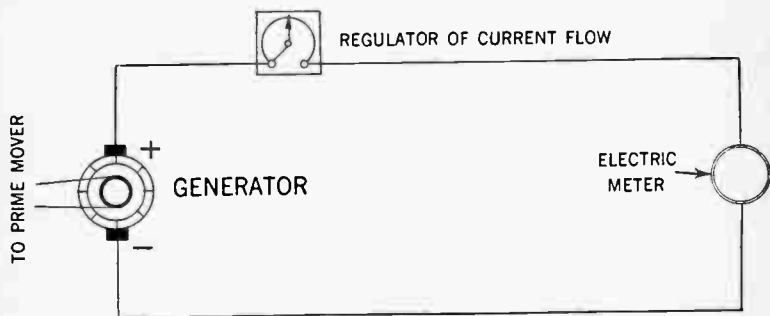 REGULATOR OF CURRENT FLOW
TO PRIME MOVER
+
GENERATOR
−
ELECTRIC
METER